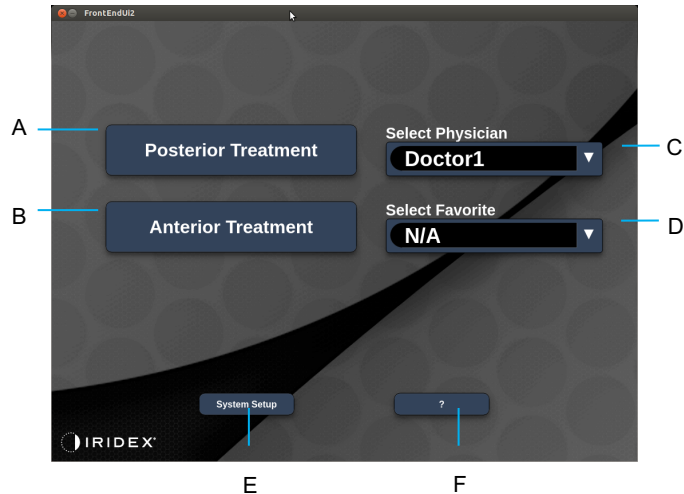 FrontEndUi2
A
Posterior Treatment
Select Physician
Doctor1
C
B
Anterior Treatment
Select Favorite
N/A
D
System Setup
?
IRIDEX
E
F